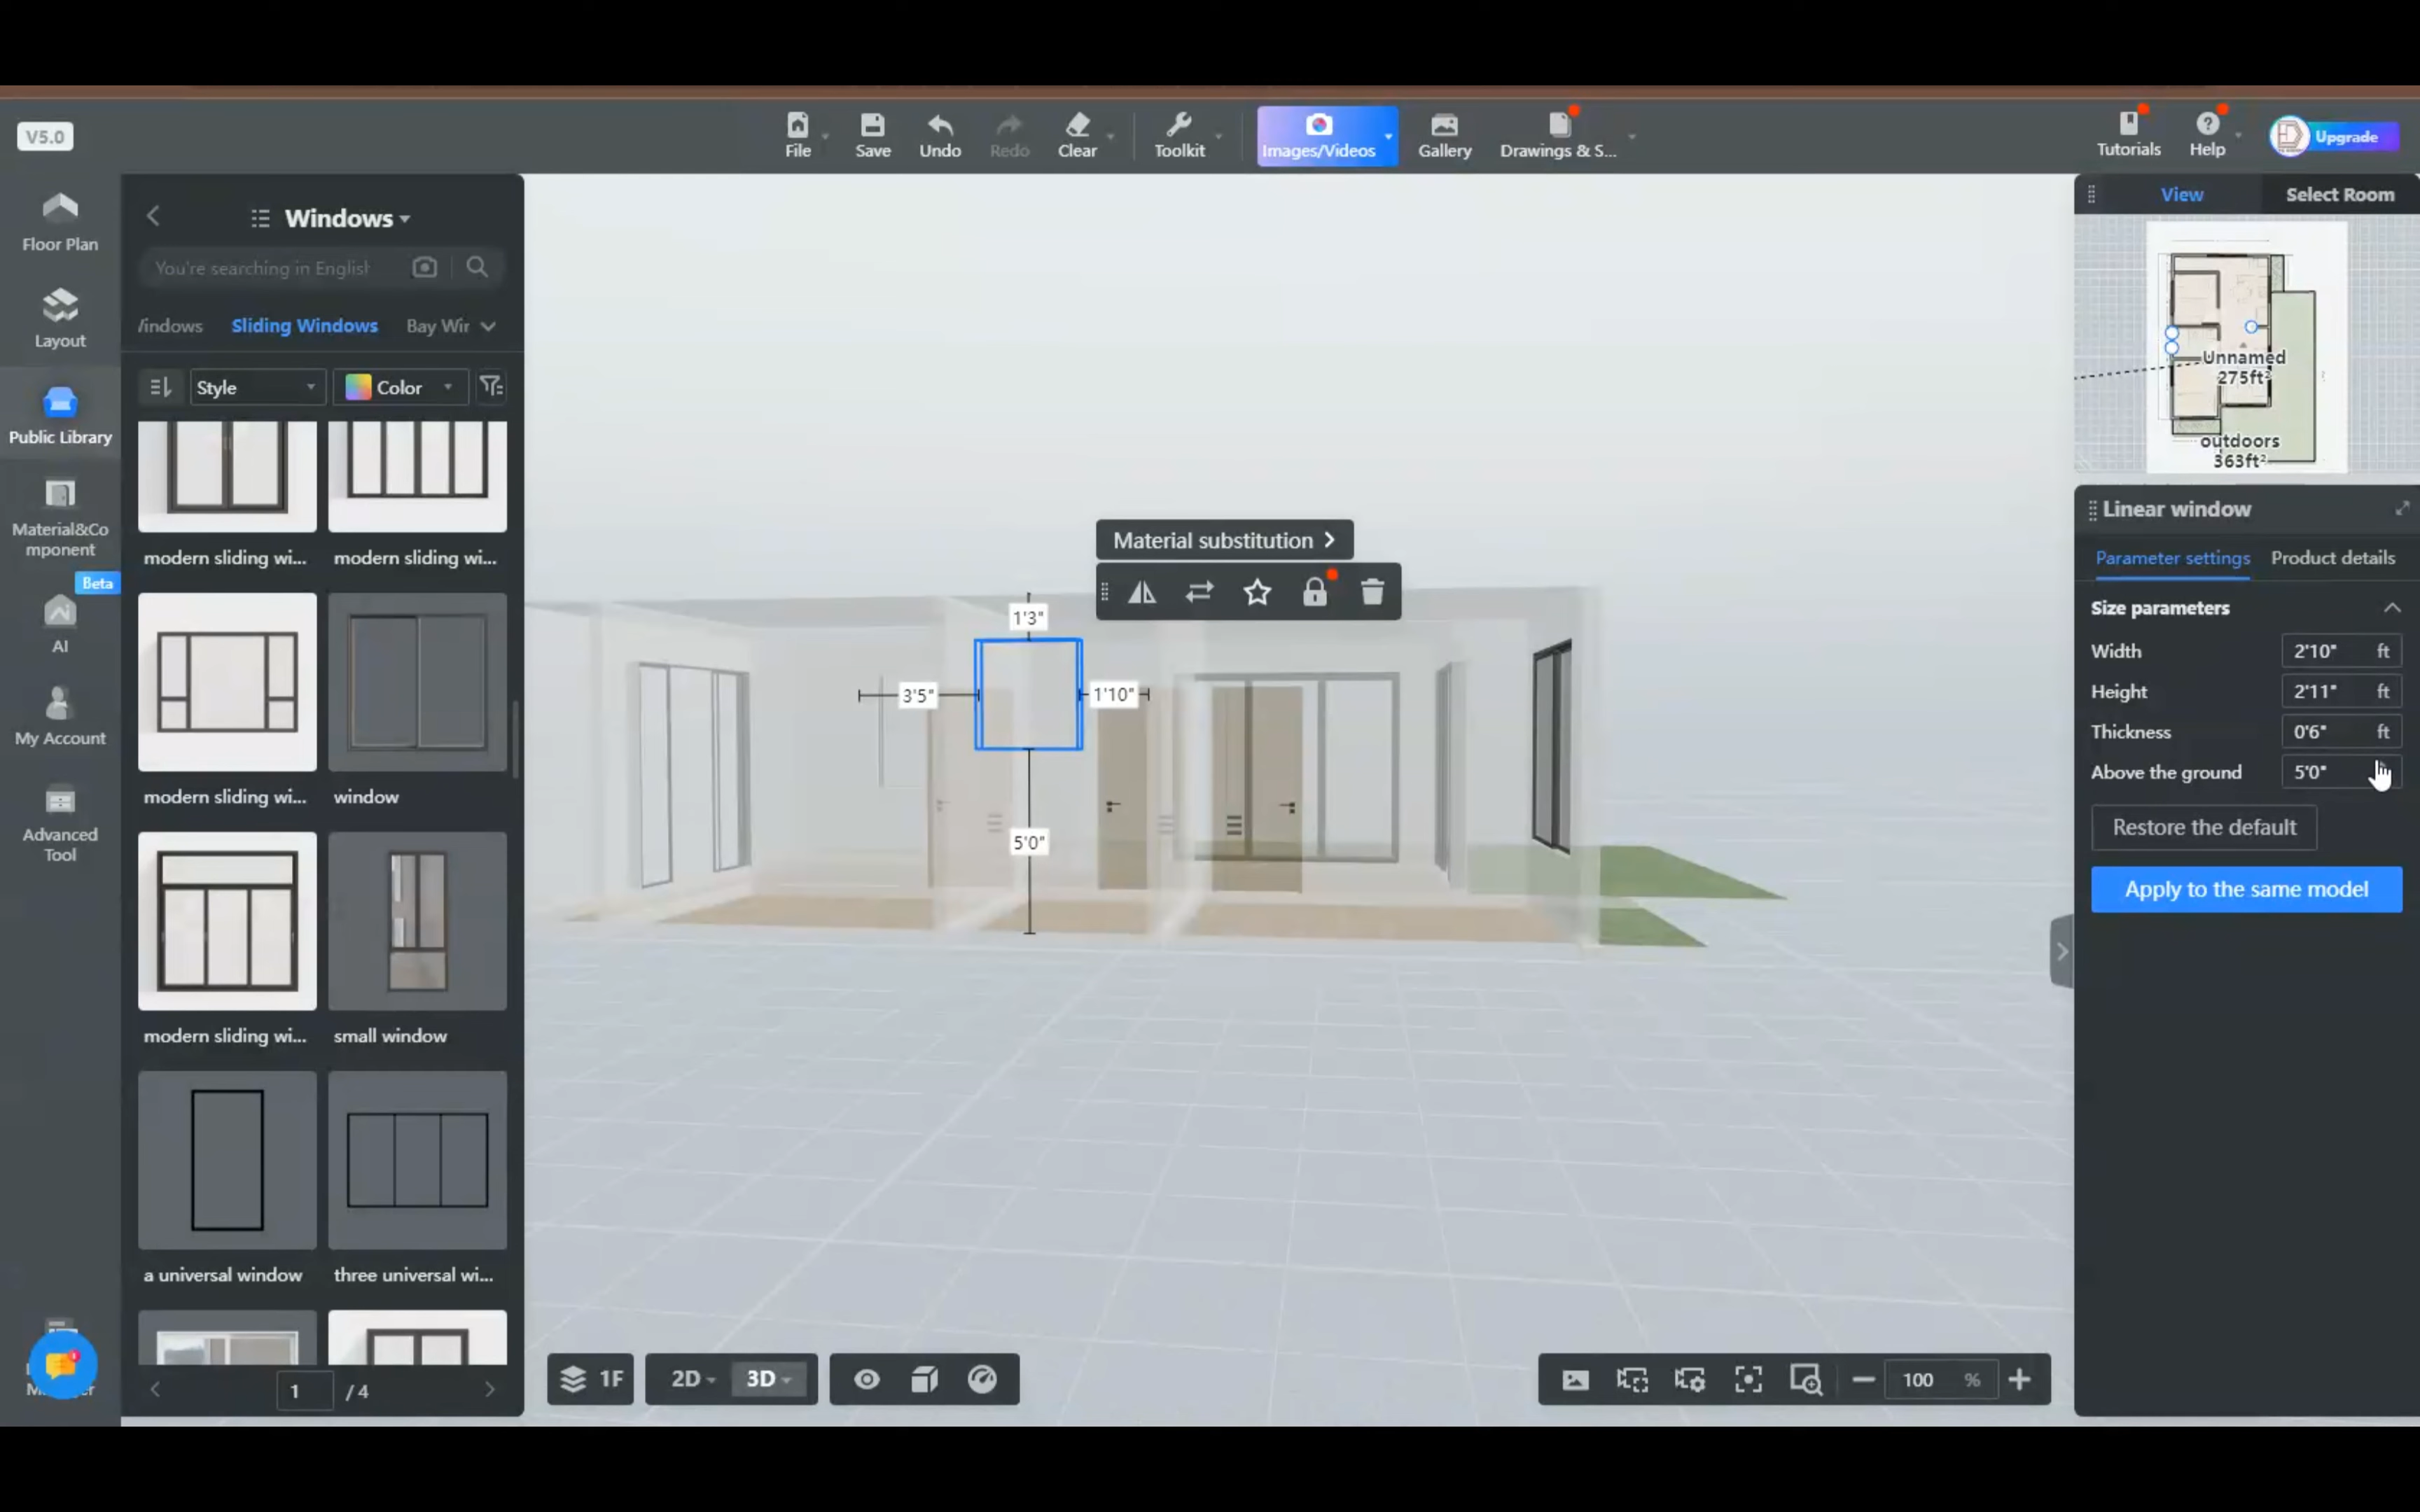 V5.0
File
Save
Undo
Redo
Clear
Toolkit
Images/Videos
Gallery
Drawings & S...
Tutorials
Help
Upgrade
Floor Plan
Layout
Public Library
Material&Co
mponent
Beta
AI
My Account
Advanced
Tool
Windows
You're searching in English
/indows
Sliding Windows
Bay Wir
Style
Color
modern sliding wi...
modern sliding wi...
modern sliding wi...
window
modern sliding wi...
small window
a universal window
three universal wi...
1
/ 4
Material substitution
1'3"
3'5"
1'10"
5'0"
1F
2D
3D
100
%
View
Select Room
Unnamed
275ft²
outdoors
363ft²
Linear window
Parameter settings
Product details
Size parameters
Width
2'10"
ft
Height
2'11"
ft
Thickness
0'6"
ft
Above the ground
5'0"
Restore the default
Apply to the same model